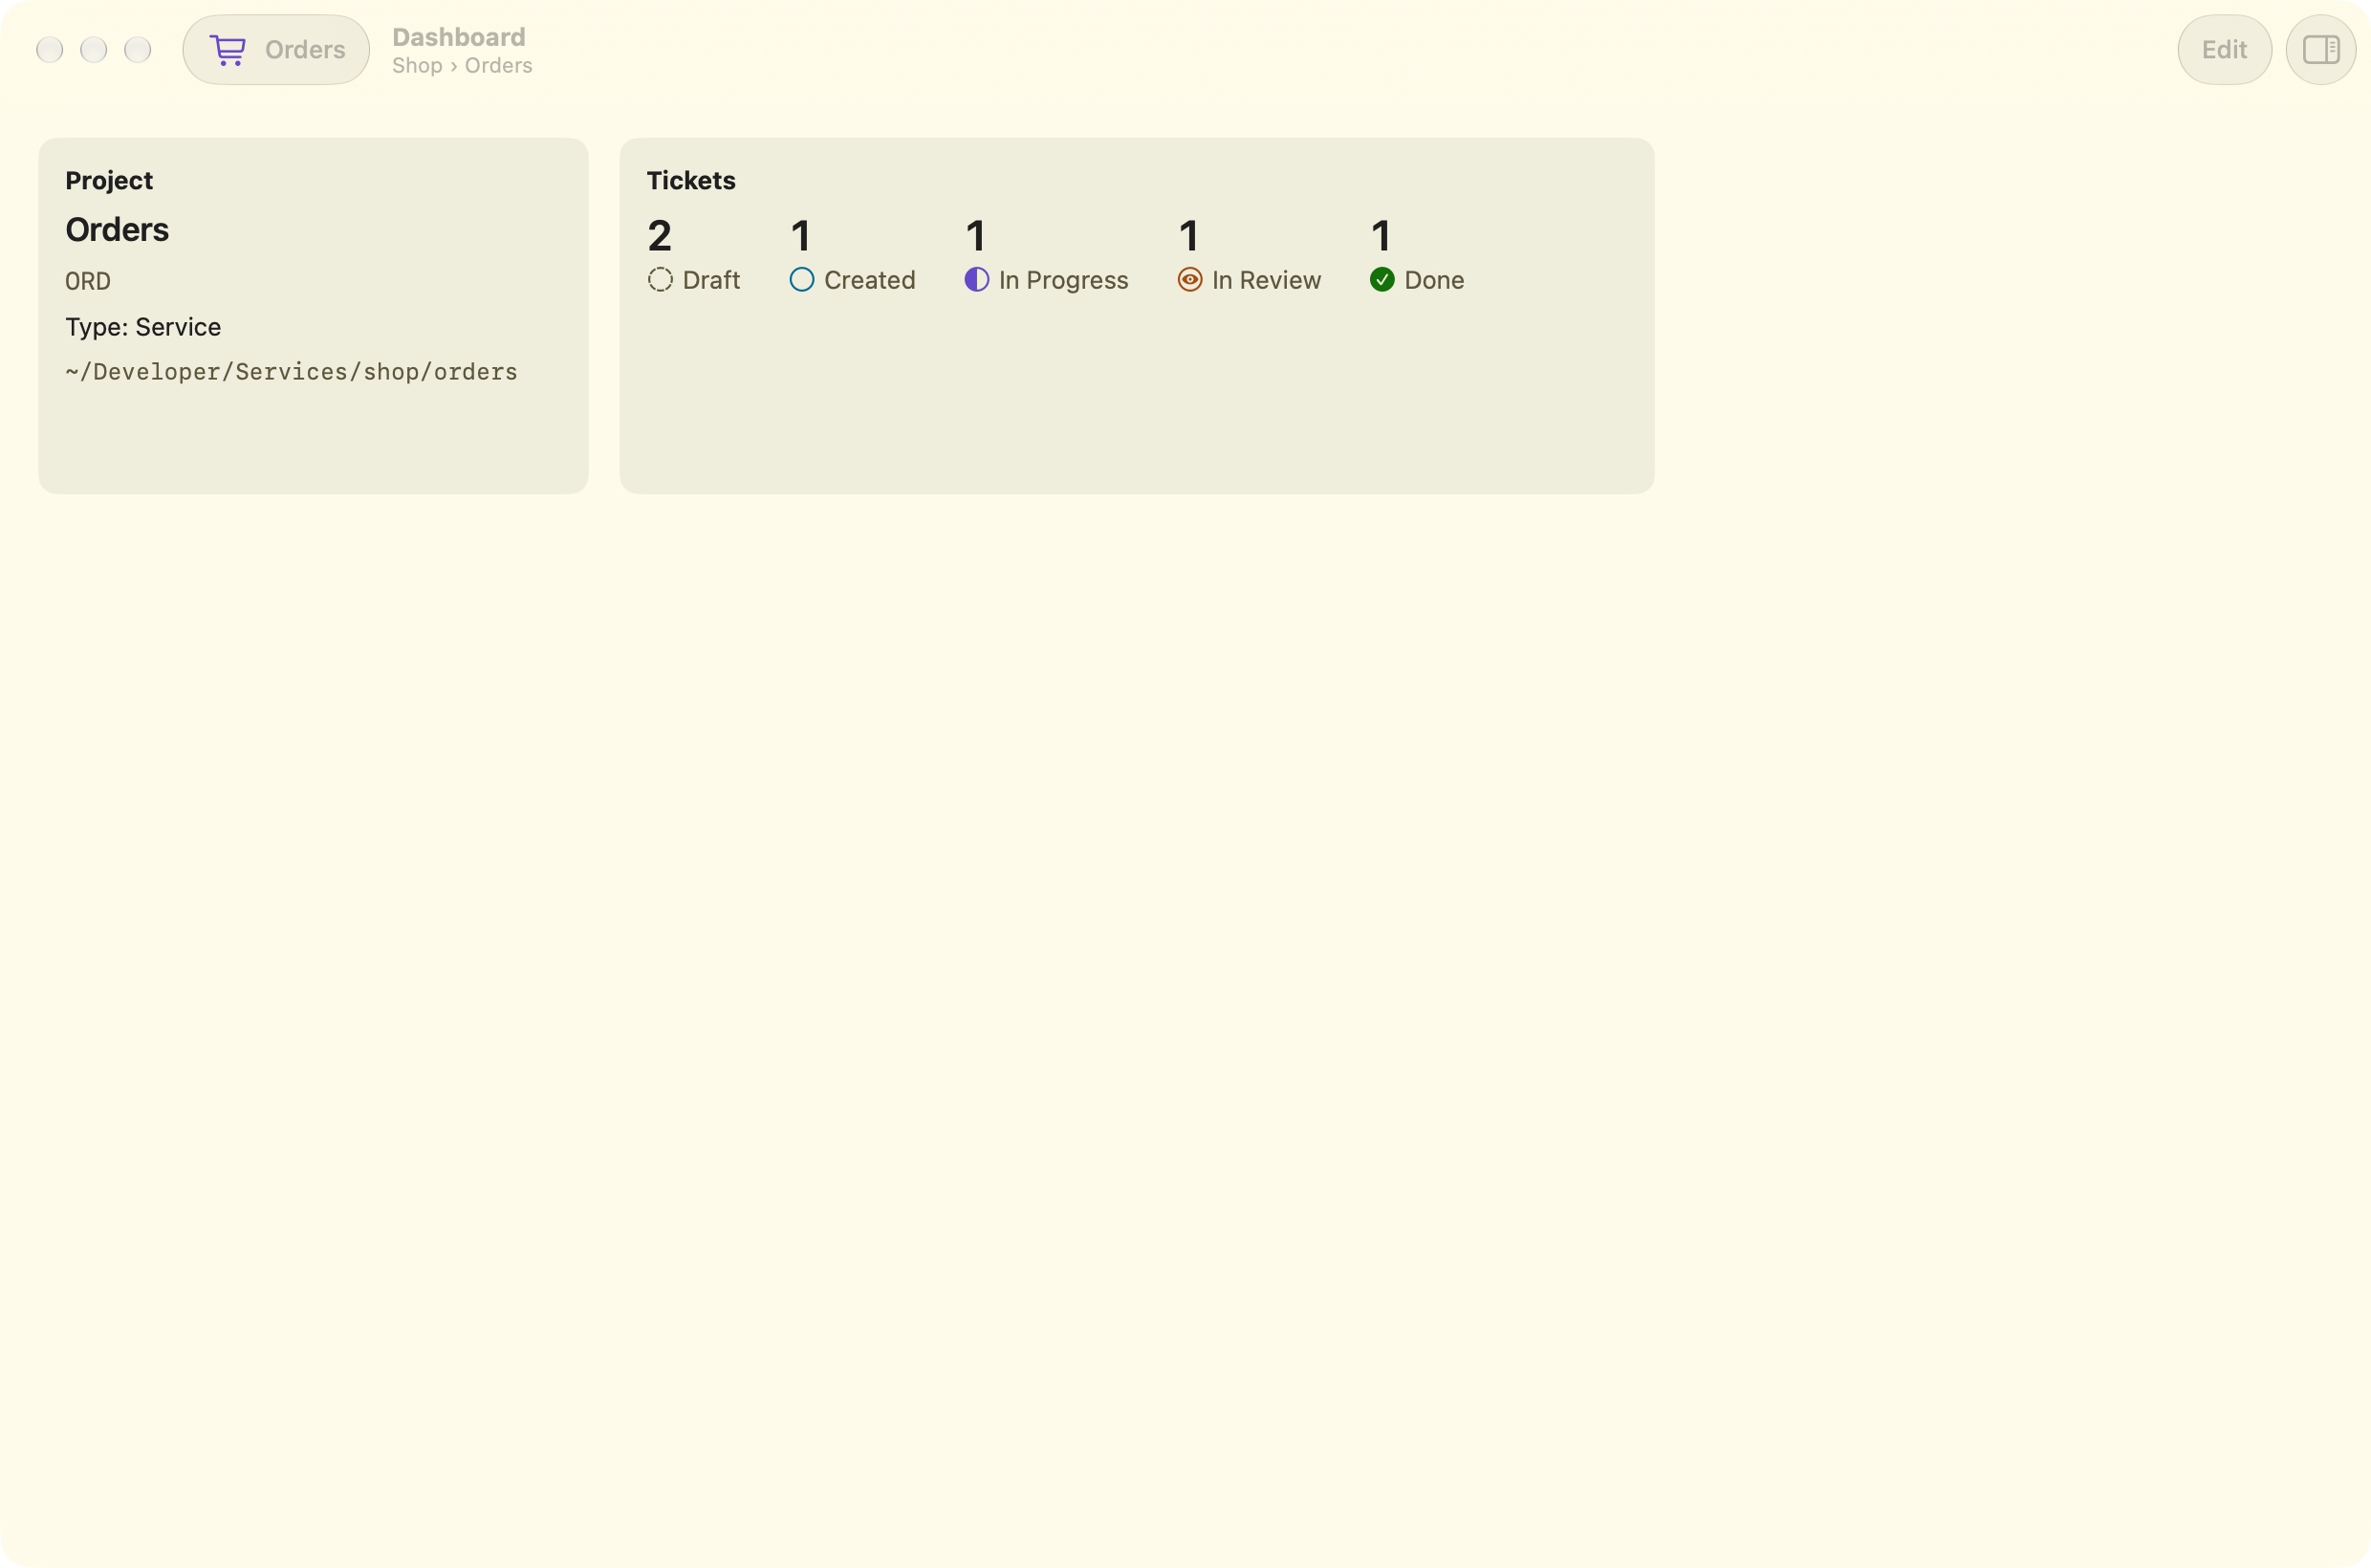 Orders
Dashboard
Shop › Orders
Edit
Project
Orders
ORD
Type: Service
~/Developer/Services/shop/orders
Tickets
2 1 1 1 1
Draft Created In Progress In Review Done